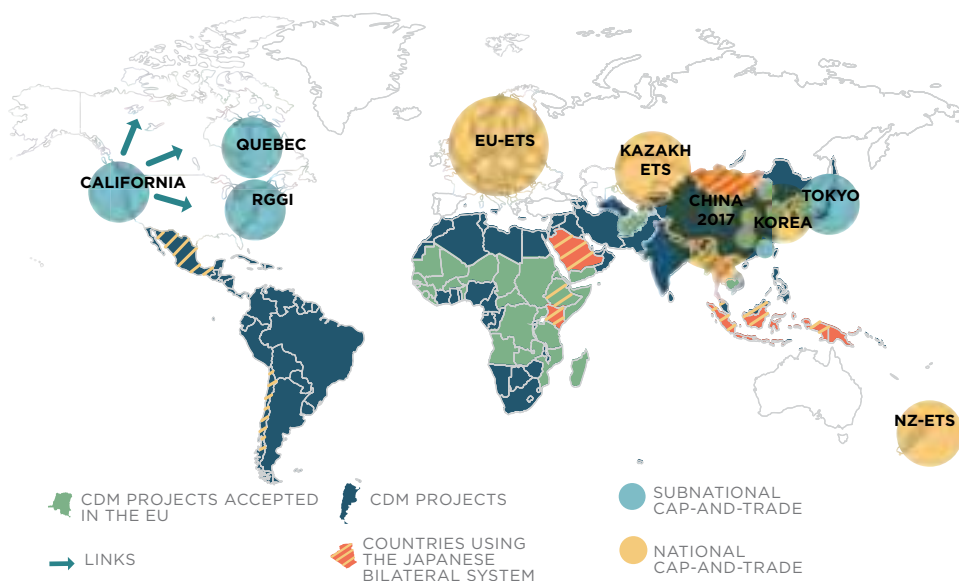 QUEBEC
EU-ETS
KAZAKH
ETS
CALIFORNIA
RGGI
CHINA
2017
TOKYO
KOREA
NZ-ETS
CDM PROJECTS ACCEPTED
IN THE EU
CDM PROJECTS
SUBNATIONAL
CAP-AND-TRADE
LINKS
COUNTRIES USING
THE JAPANESE
BILATERAL SYSTEM
NATIONAL
CAP-AND-TRADE